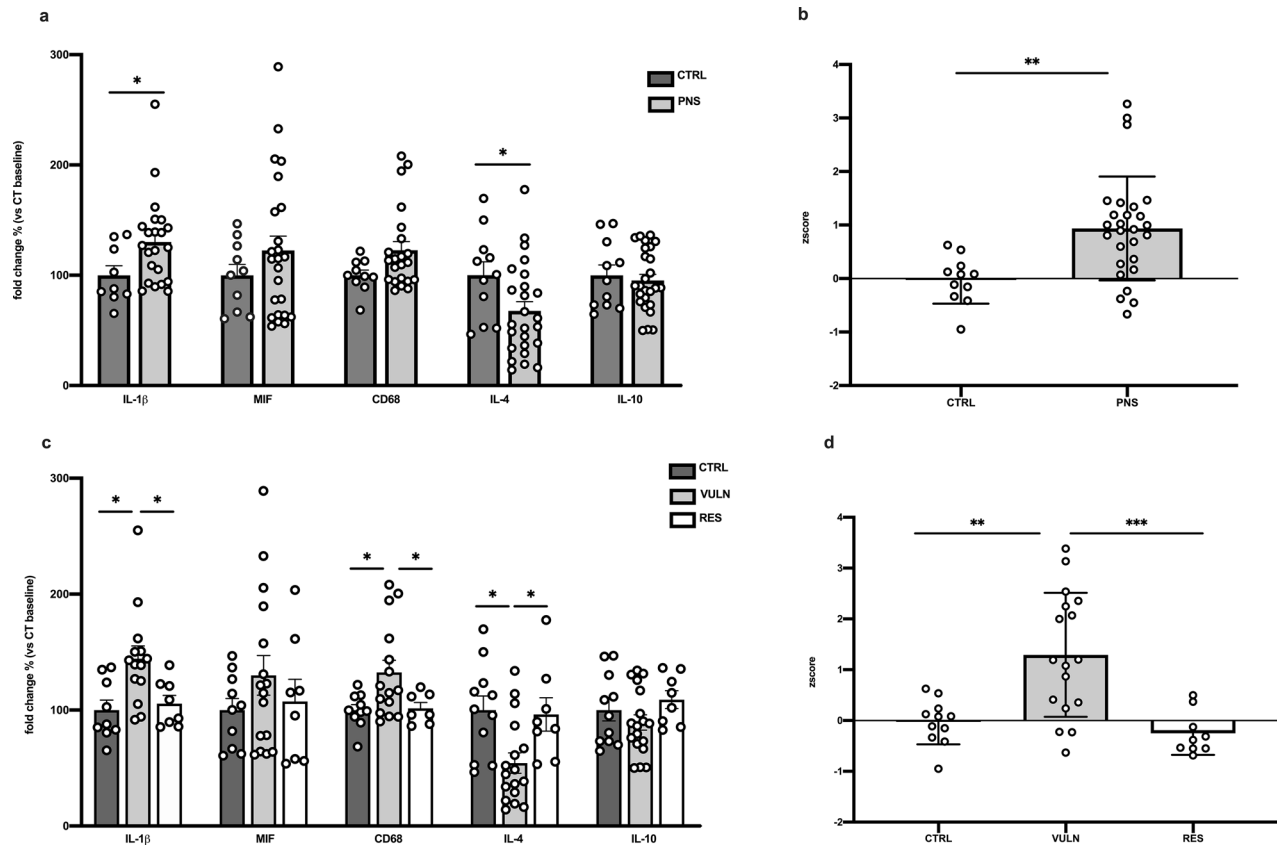 a
fold change % (vs CT baseline)
300
200
100
0
*
*
CTRL
PNS
IL-1β
MIF
CD68
IL-4
IL-10
b
zscore
4
3
2
1
0
-1
-2
**
CTRL
PNS
c
fold change % (vs CT baseline)
300
200
100
0
* *
* *
* *
CTRL
VULN
RES
IL-1β
MIF
CD68
IL-4
IL-10
d
zscore
4
3
2
1
0
-1
-2
**
***
CTRL
VULN
RES